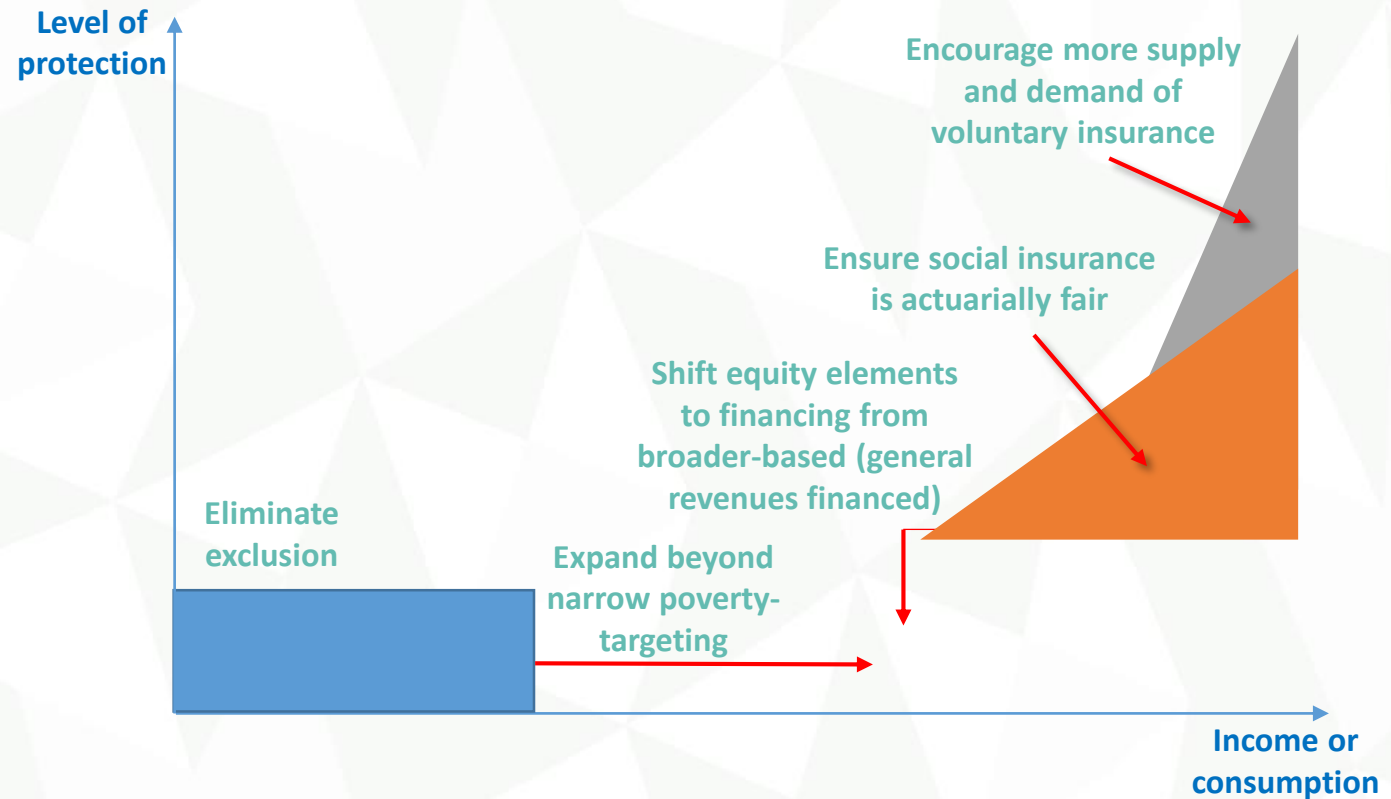 Level of
protection
Encourage more supply
and demand of
voluntary insurance
Ensure social insurance
is actuarially fair
Shift equity elements
to financing from
broader-based (general
revenues financed)
Eliminate
exclusion
Expand beyond
narrow poverty-
targeting
Income or
consumption